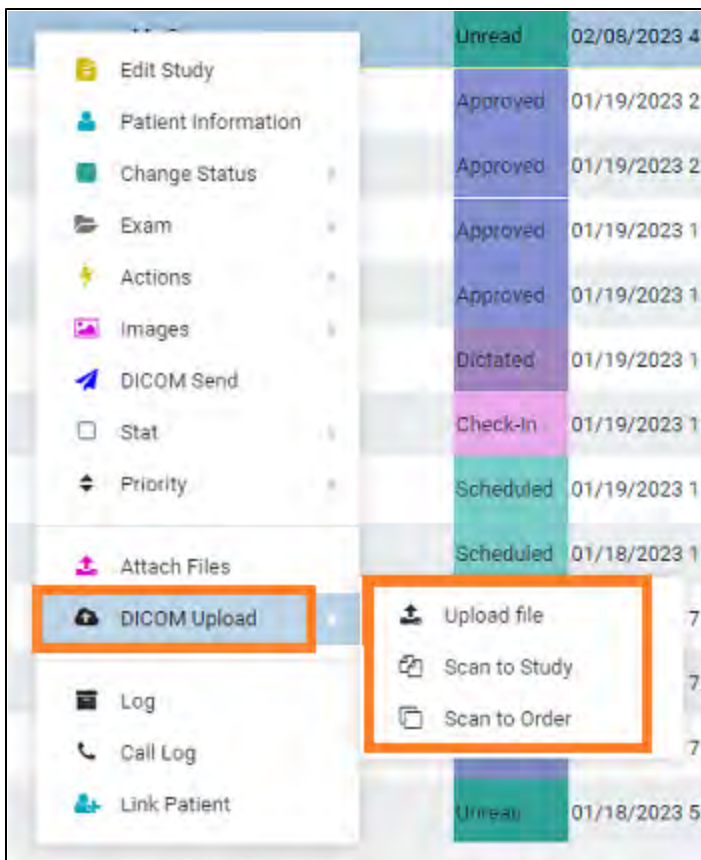 Unread 02/08/2023 4
Edit Study
Approved 01/19/2023 2
Patient Information
Change Status
Approved 01/19/2023 2
Exam
Approved 01/19/2023 1
Actions
Approved 01/19/2023 1
Images
Dictated 01/19/2023 1
DICOM Send
Stat
Check-In 01/19/2023 1
Priority
Scheduled 01/19/2023 1
Attach Files
Scheduled 01/18/2023 1
DICOM Upload
Upload file
7
Scan to Study
7
Log
Scan to Order
7
Call Log
Link Patient
Unread 01/18/2023 5